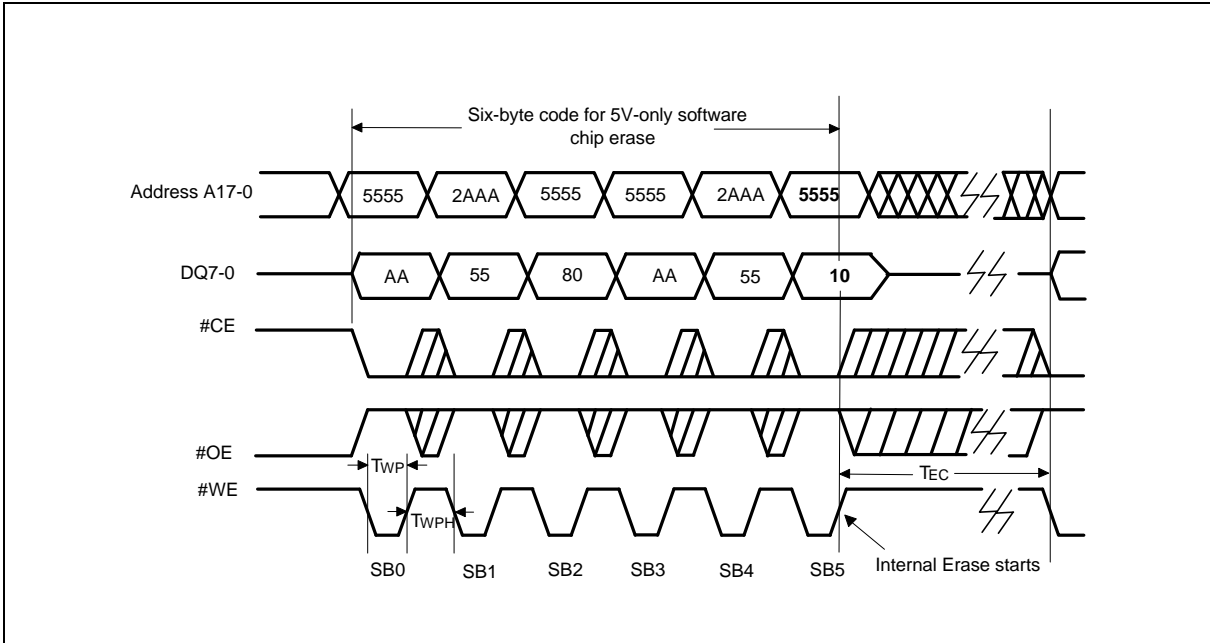 Six-byte code for 5V-only software
chip erase
Address A17-0
5555
2AAA
5555
5555
2AAA
5555
DQ7-0
AA
55
80
AA
55
10
#CE
#OE
TWP
TEC
#WE
TWPH
SB0
SB1
SB2
SB3
SB4
SB5
Internal Erase starts